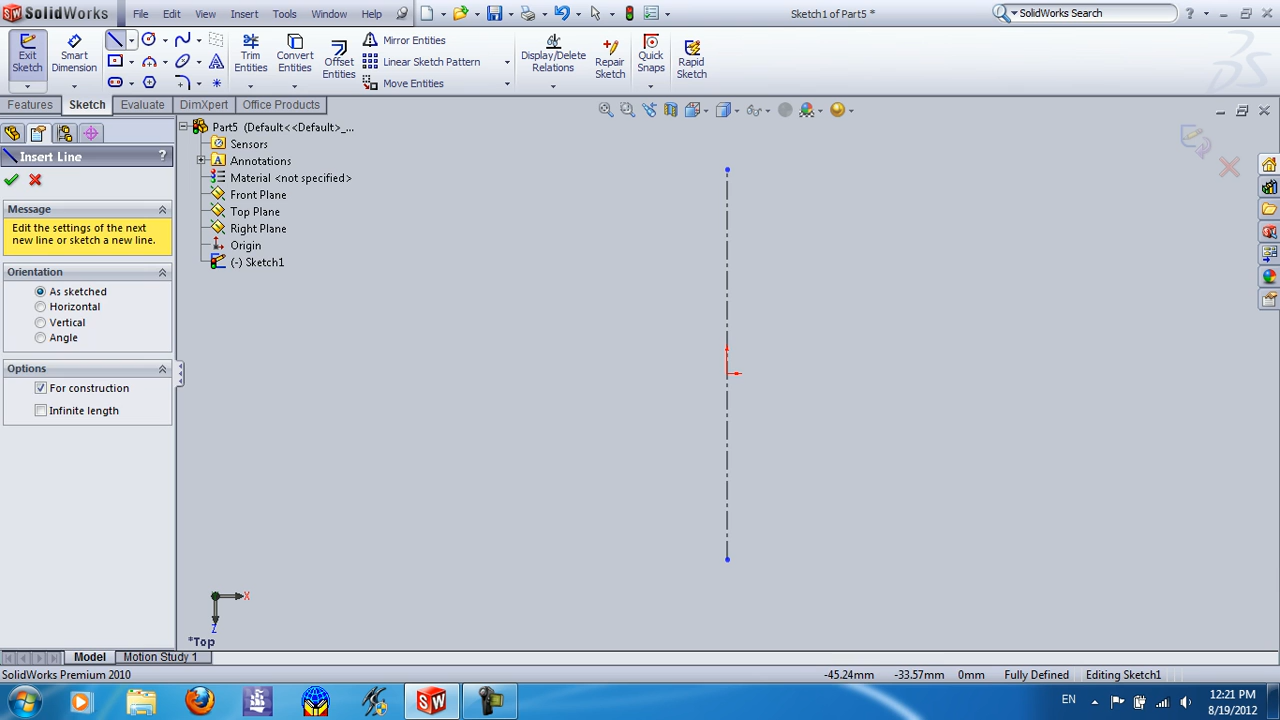 SolidWorks File Edit View Insert Tools Window Help Sketch1 of Part5 * SolidWorks Search ?
Exit Sketch
Smart Dimension
Trim Entities
Convert Entities
Offset Entities
Mirror Entities
Linear Sketch Pattern
Move Entities
Display/Delete Relations
Repair Sketch
Quick Snaps
Rapid Sketch
Features Sketch Evaluate DimXpert Office Products
Insert Line ?
Message
Edit the settings of the next
new line or sketch a new line.
Orientation
As sketched
Horizontal
Vertical
Angle
Options
For construction
Infinite length
Part5 (Default<<Default>_...
Sensors
Annotations
Material <not specified>
Front Plane
Top Plane
Right Plane
Origin
(-) Sketch1
X
Z
*Top
Model Motion Study 1
SolidWorks Premium 2010 -45.24mm -33.57mm 0mm Fully Defined Editing Sketch1
EN 12:21 PM
8/19/2012